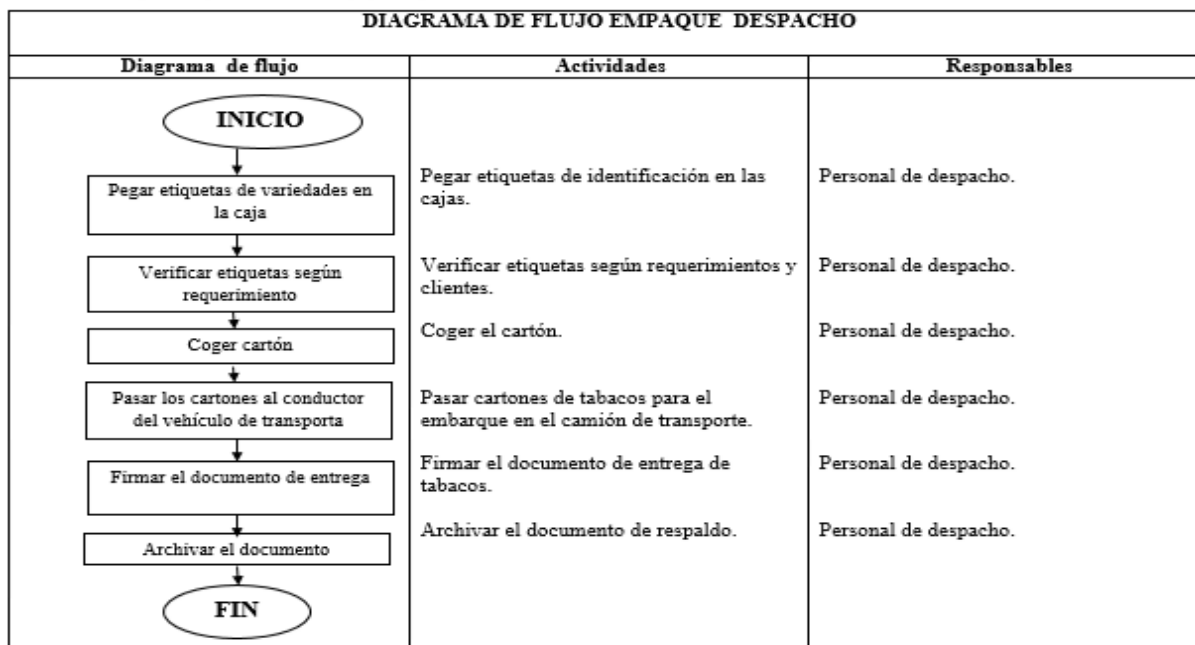 DIAGRAMA DE FLUJO EMPAQUE DESPACHO
Diagrama de flujo
Actividades
Responsables
INICIO
Pegar etiquetas de variedades en
la caja
Pegar etiquetas de identificación en las
cajas.
Personal de despacho.
Verificar etiquetas según
requerimiento
Verificar etiquetas según requerimientos y
clientes.
Personal de despacho.
Coger cartón
Coger el cartón.
Personal de despacho.
Pasar los cartones al conductor
del vehículo de transporta
Pasar cartones de tabacos para el
embarque en el camión de transporte.
Personal de despacho.
Firmar el documento de entrega
Firmar el documento de entrega de
tabacos.
Personal de despacho.
Archivar el documento
Archivar el documento de respaldo.
Personal de despacho.
FIN